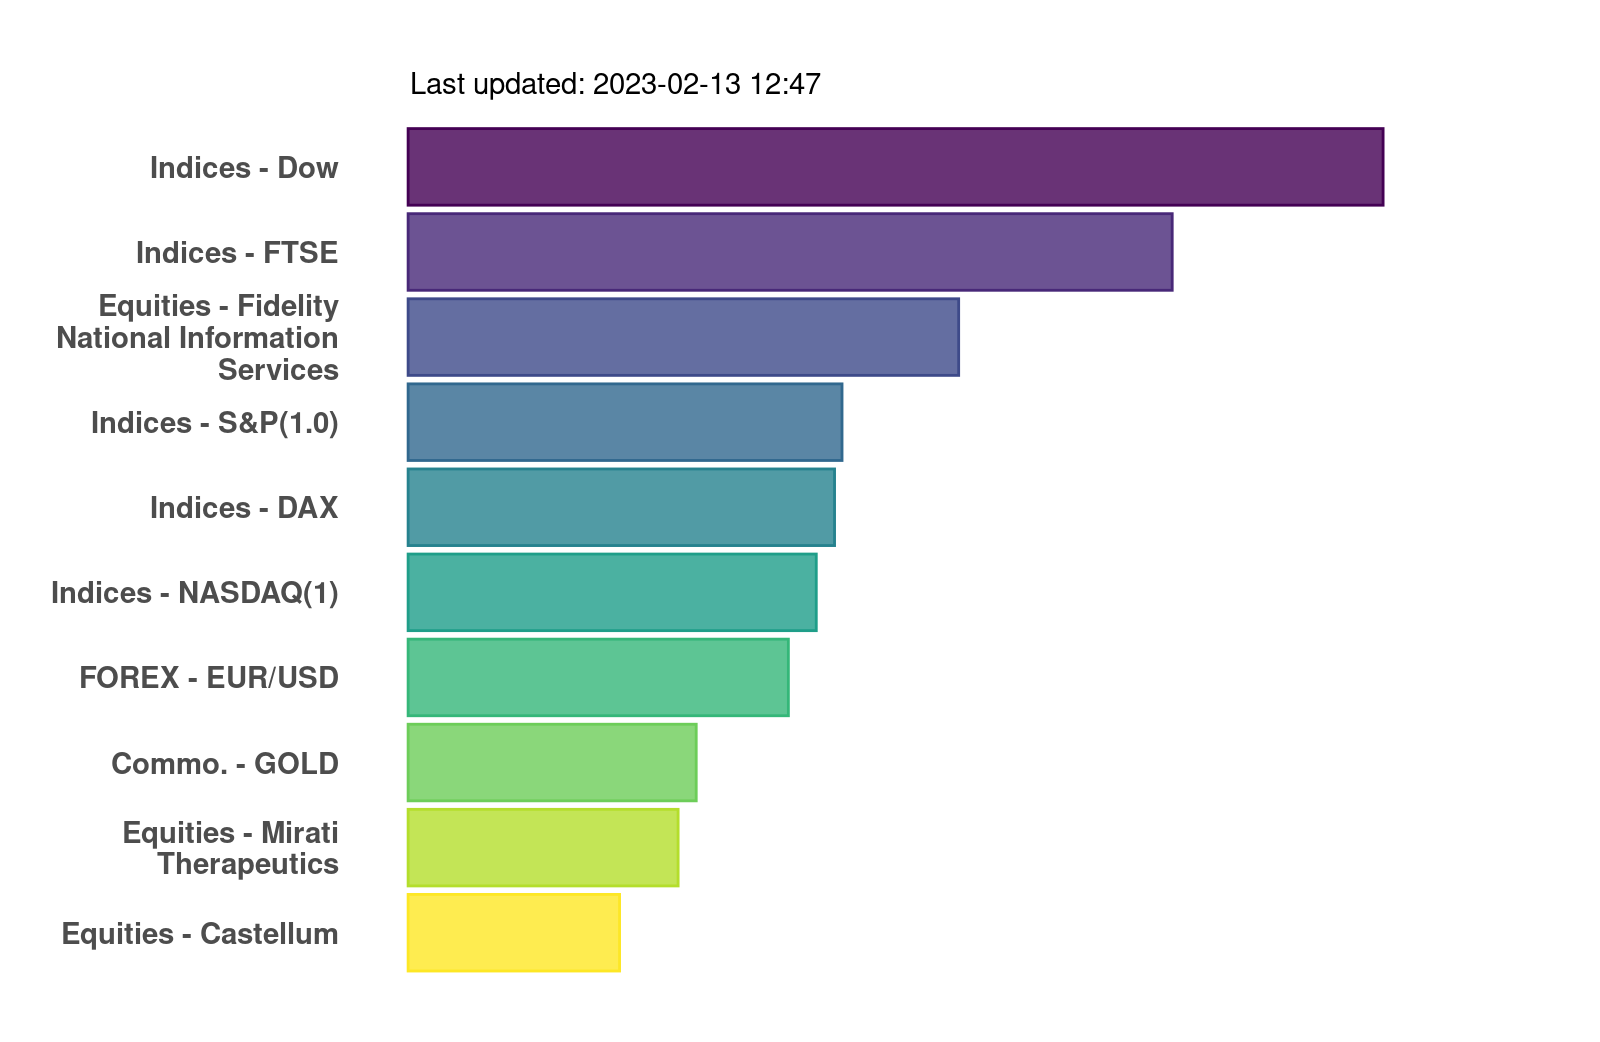 Last updated: 2023-02-13 12:47
Indices - Dow
Indices - FTSE
Equities - Fidelity
National Information
Services
Indices - S&P(1.0)
Indices - DAX
Indices - NASDAQ(1)
FOREX - EUR/USD
Commo. - GOLD
Equities - Mirati
Therapeutics
Equities - Castellum